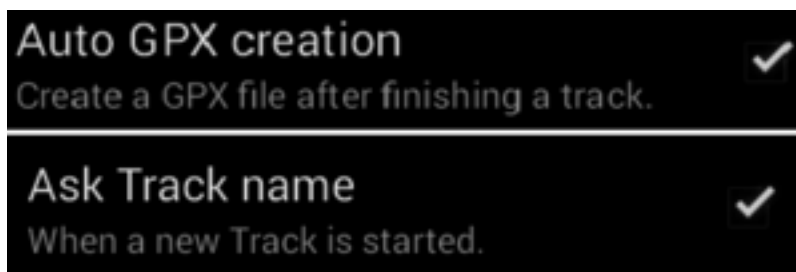 Auto GPX creation
Create a GPX file after finishing a track.
Ask Track name
When a new Track is started.